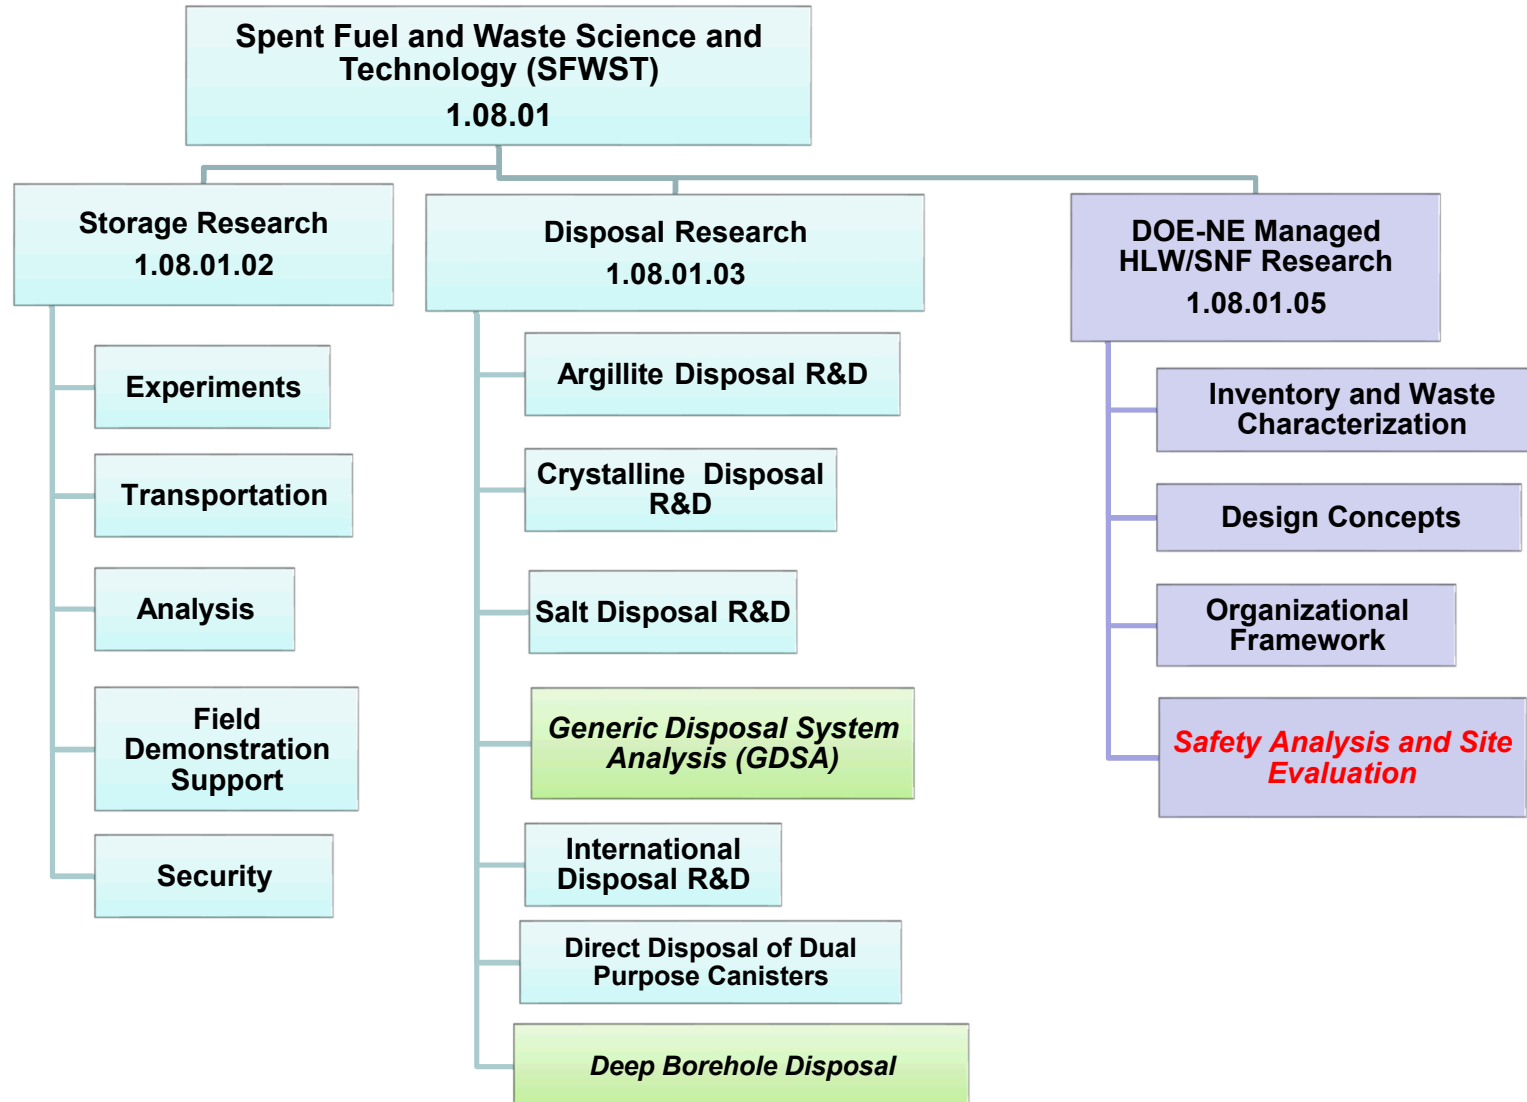 Spent Fuel and Waste Science and
Technology (SFWST)
1.08.01
Storage Research
1.08.01.02
Experiments
Transportation
Analysis
Field
Demonstration
Support
Security
Disposal Research
1.08.01.03
Argillite Disposal R&D
Crystalline Disposal
R&D
Salt Disposal R&D
Generic Disposal System
Analysis (GDSA)
International
Disposal R&D
Direct Disposal of Dual
Purpose Canisters
Deep Borehole Disposal
DOE-NE Managed
HLW/SNF Research
1.08.01.05
Inventory and Waste
Characterization
Design Concepts
Organizational
Framework
Safety Analysis and Site
Evaluation